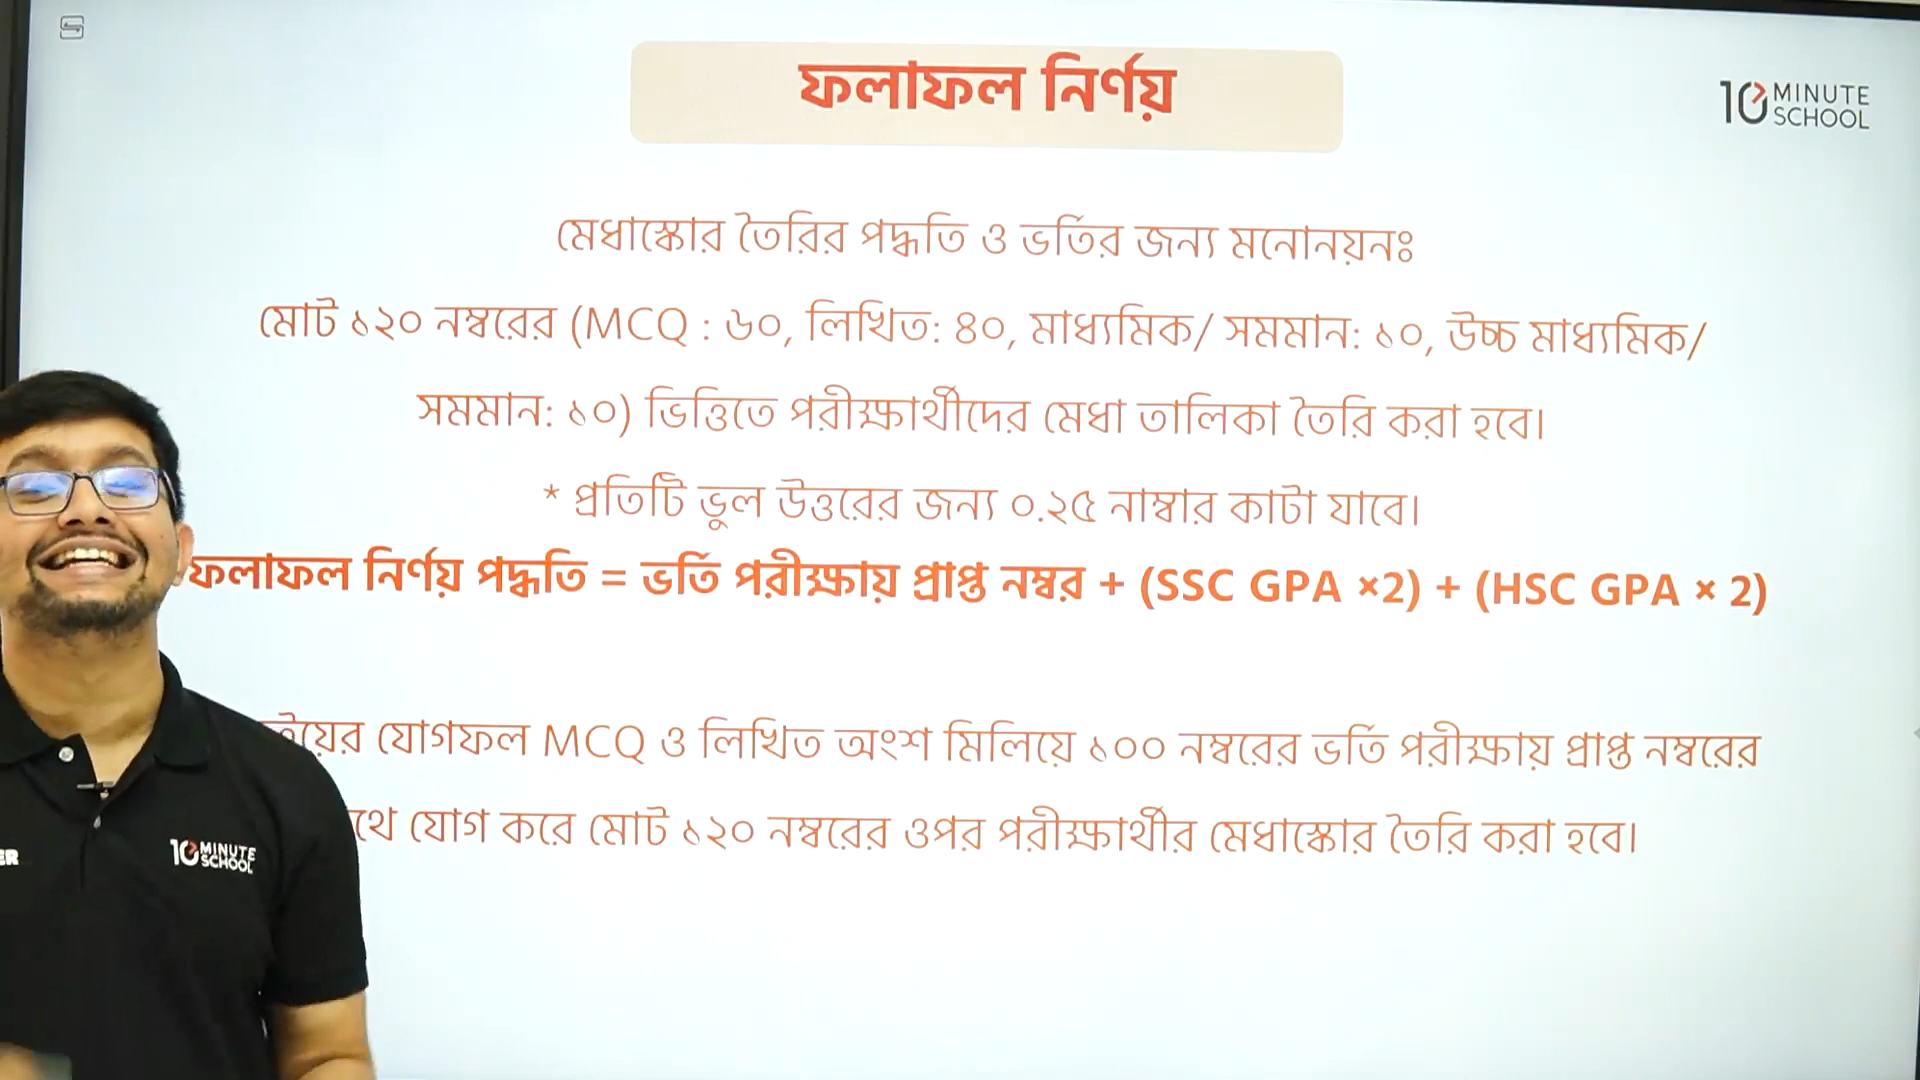 ফলাফল নির্ণয়
10 MINUTE SCHOOL
মেধাস্কোর তৈরির পদ্ধতি ও ভর্তির জন্য মনোনয়নঃ
মোট ১২০ নম্বরের (MCQ : ৬০, লিখিত: ৪০, মাধ্যমিক/ সমমান: ১০, উচ্চ মাধ্যমিক/
সমমান: ১০) ভিত্তিতে পরীক্ষার্থীদের মেধা তালিকা তৈরি করা হবে।
* প্রতিটি ভুল উত্তরের জন্য ০.২৫ নাম্বার কাটা যাবে।
ফলাফল নির্ণয় পদ্ধতি = ভর্তি পরীক্ষায় প্রাপ্ত নম্বর + (SSC GPA ×2) + (HSC GPA × 2)
যোগফল MCQ ও লিখিত অংশ মিলিয়ে ১০০ নম্বরের ভর্তি পরীক্ষায় প্রাপ্ত নম্বরের
যোগ করে মোট ১২০ নম্বরের ওপর পরীক্ষার্থীর মেধাস্কোর তৈরি করা হবে।
10 MINUTE SCHOOL